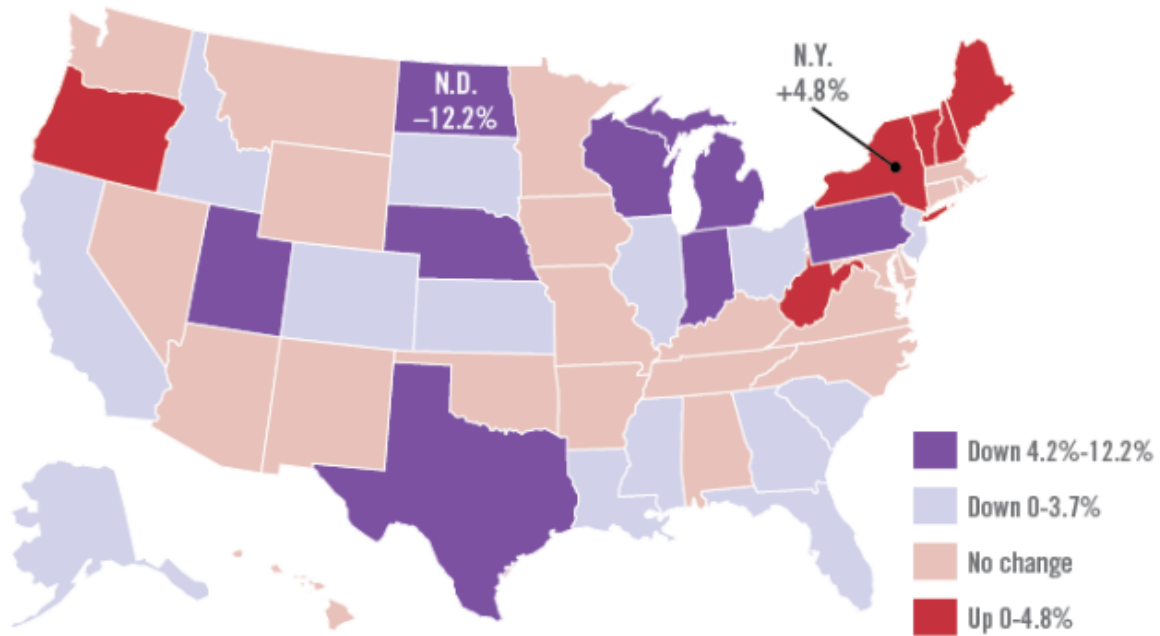 N.D.
–12.2%
N.Y.
+4.8%
Down 4.2%-12.2%
Down 0-3.7%
No change
Up 0-4.8%